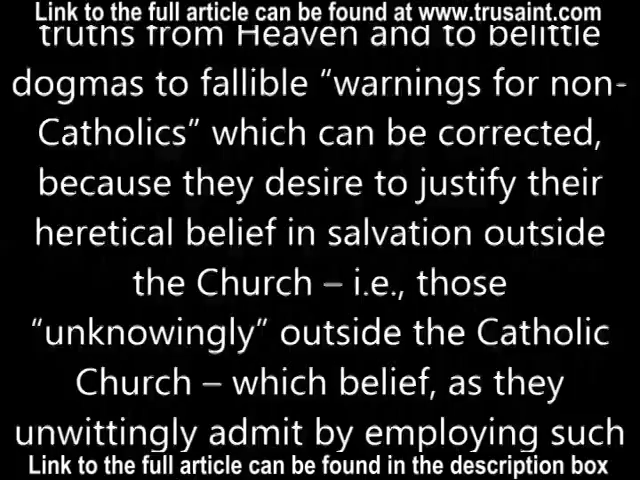 Link to the full article can be found at www.trusaint.com
truths from Heaven and to belittle
dogmas to fallible “warnings for non-
Catholics” which can be corrected,
because they desire to justify their
heretical belief in salvation outside
the Church – i.e., those
“unknowingly” outside the Catholic
Church – which belief, as they
unwittingly admit by employing such
Link to the full article can be found in the description box